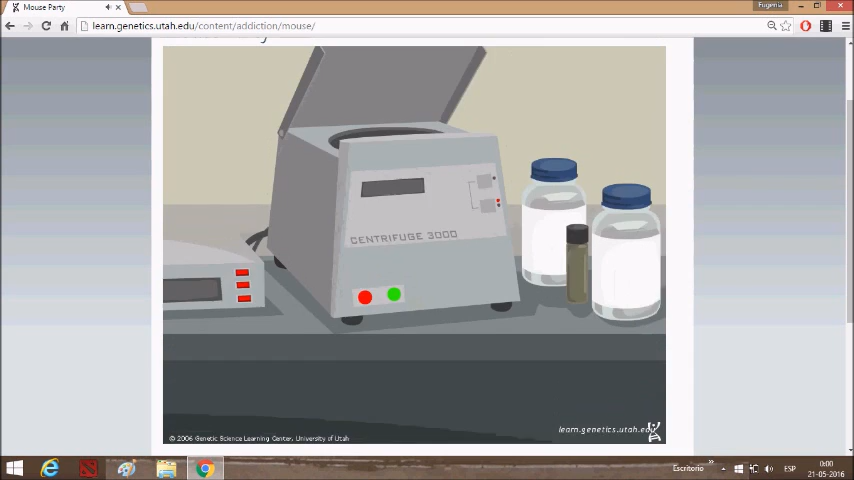 Mouse Party
Eugenia
learn.genetics.utah.edu/content/addiction/mouse/
CENTRIFUGE 3000
learn.genetics.utah.edu
© 2006 Genetic Science Learning Center, University of Utah
Escritorio
ESP
0:00
21-05-2016